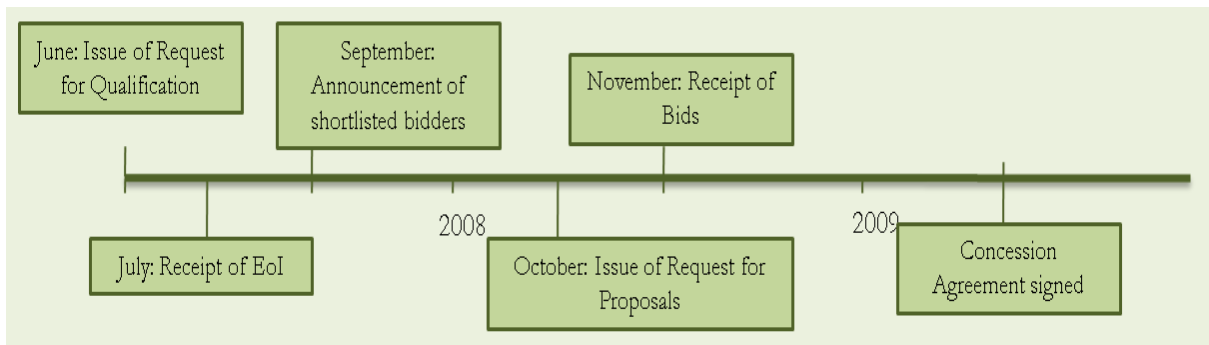 June: Issue of Request
for Qualification
September:
Announcement of
shortlisted bidders
November: Receipt of
Bids
2008
2009
July: Receipt of EoI
October: Issue of Request for
Proposals
Concession
Agreement signed